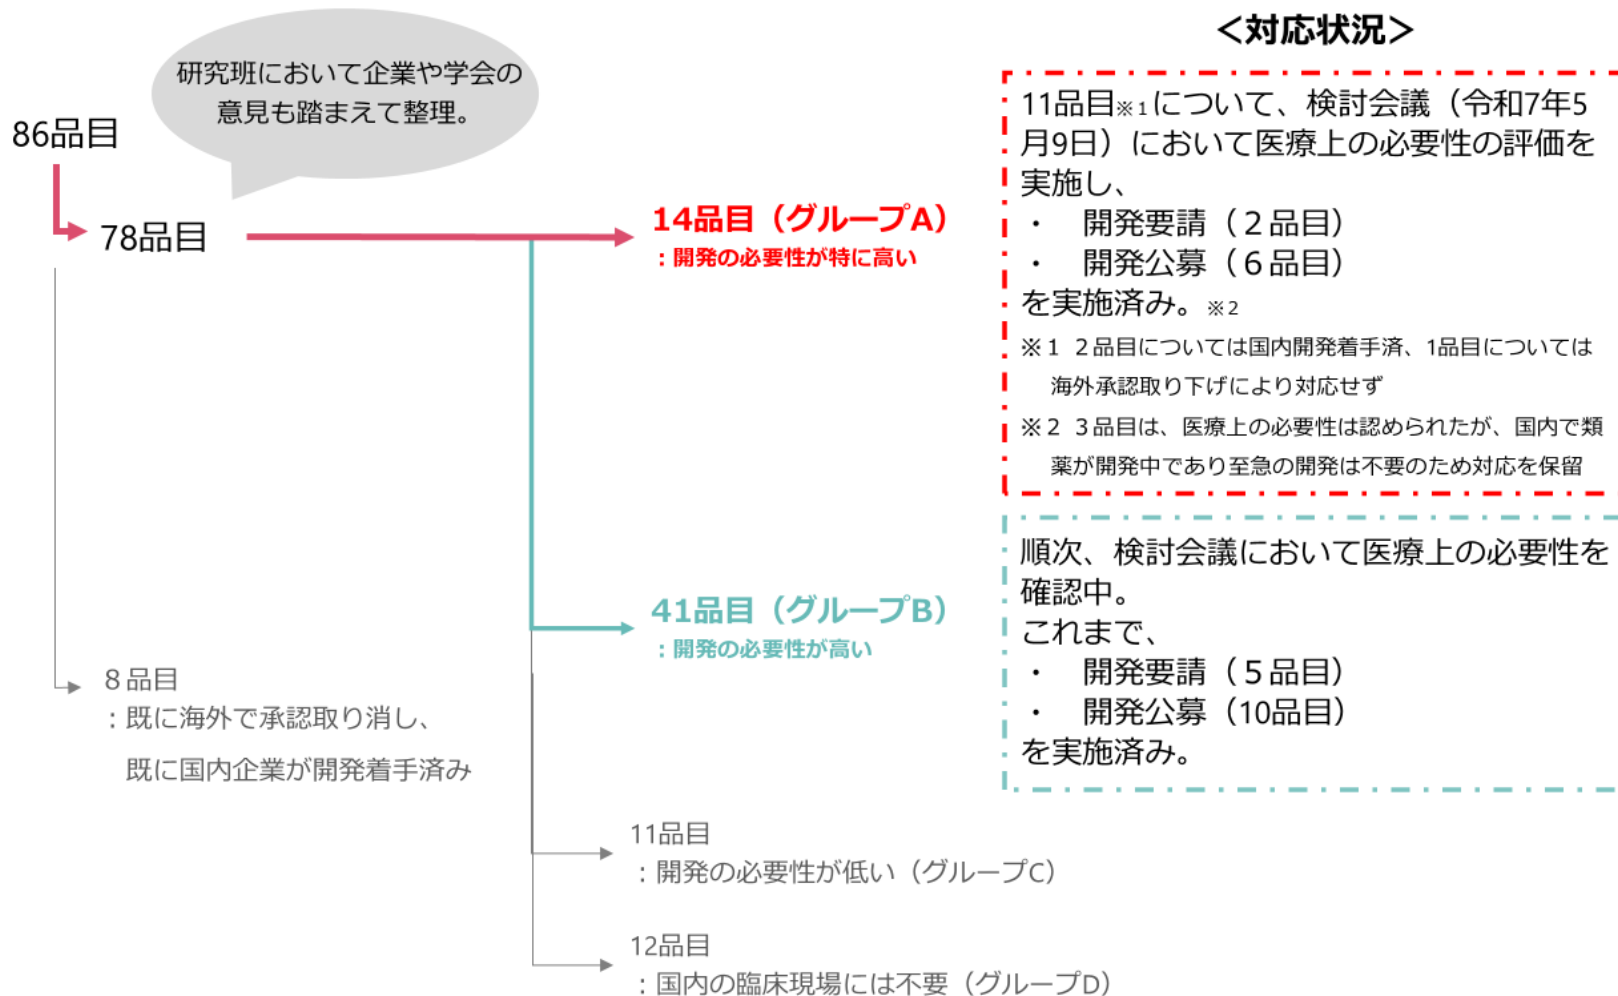 ＜対応状況＞
研究班において企業や学会の
意見も踏まえて整理。
86品目
78品目
14品目（グループA）
：開発の必要性が特に高い
11品目※1について、検討会議（令和7年5
月9日）において医療上の必要性の評価を
実施し、
・　開発要請（２品目）
・　開発公募（６品目）
を実施済み。※2
※１ ２品目については国内開発着手済、1品目については
海外承認取り下げにより対応せず
※２ ３品目は、医療上の必要性は認められたが、国内で類
薬が開発中であり至急の開発は不要のため対応を保留
41品目（グループB）
：開発の必要性が高い
順次、検討会議において医療上の必要性を
確認中。
これまで、
・　開発要請（５品目）
・　開発公募（10品目）
を実施済み。
８品目
：既に海外で承認取り消し、
既に国内企業が開発着手済み
11品目
：開発の必要性が低い（グループC）
12品目
：国内の臨床現場には不要（グループD）